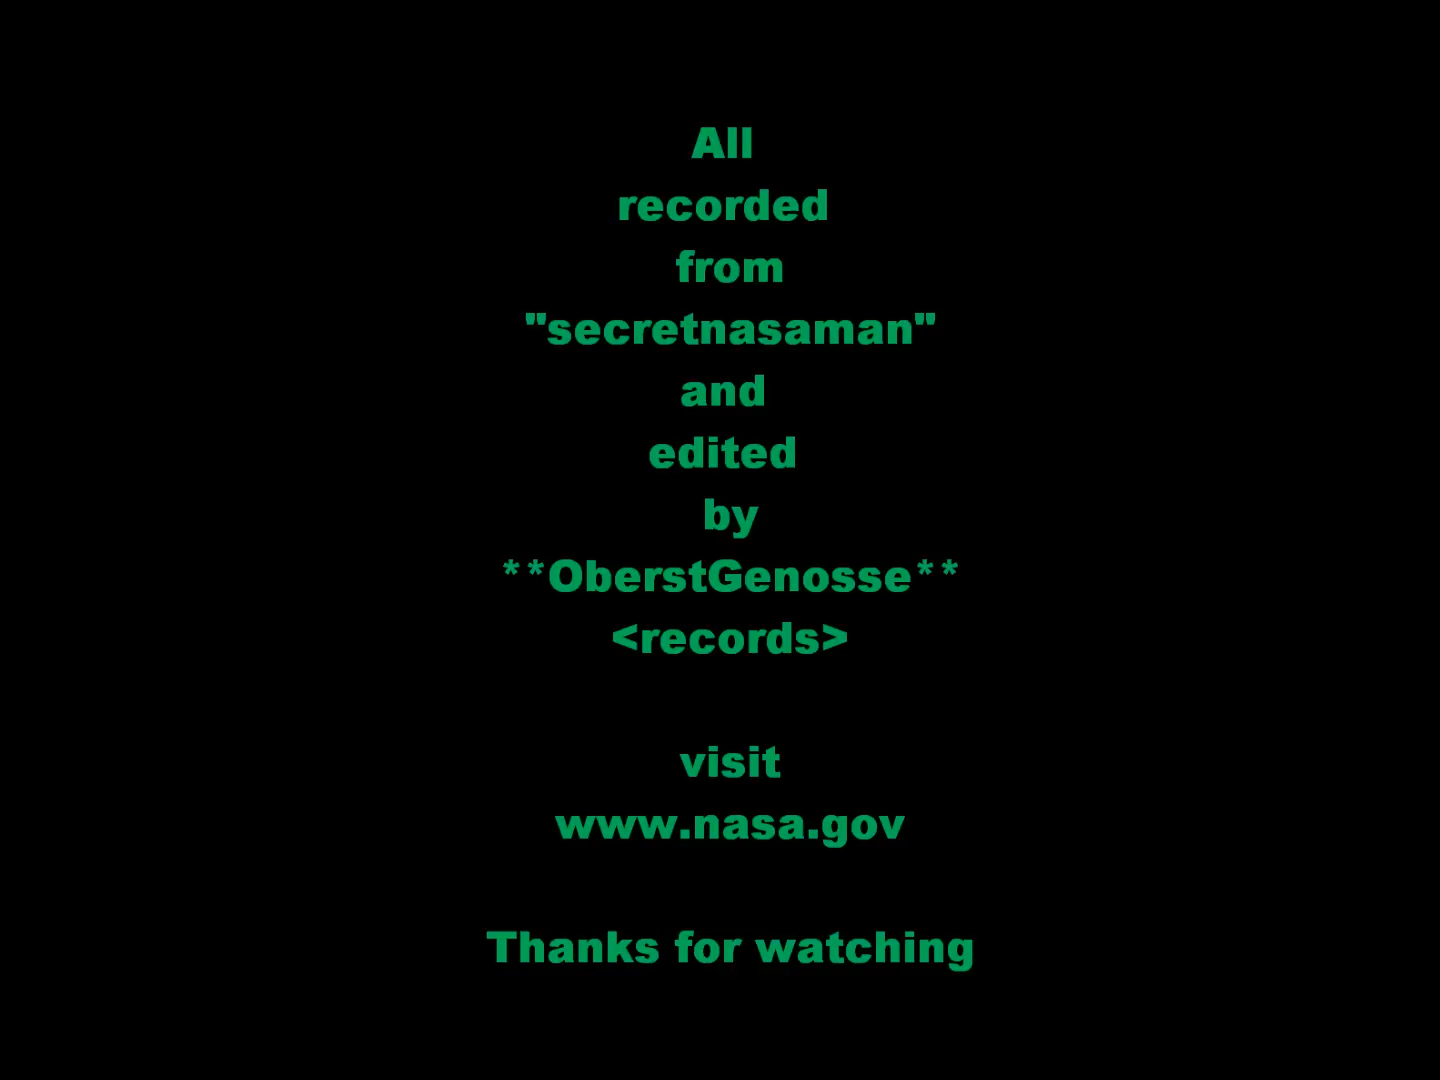 All
recorded
from
"secretnasaman"
and
edited
by
**OberstGenosse**
<records>
visit
www.nasa.gov
Thanks for watching